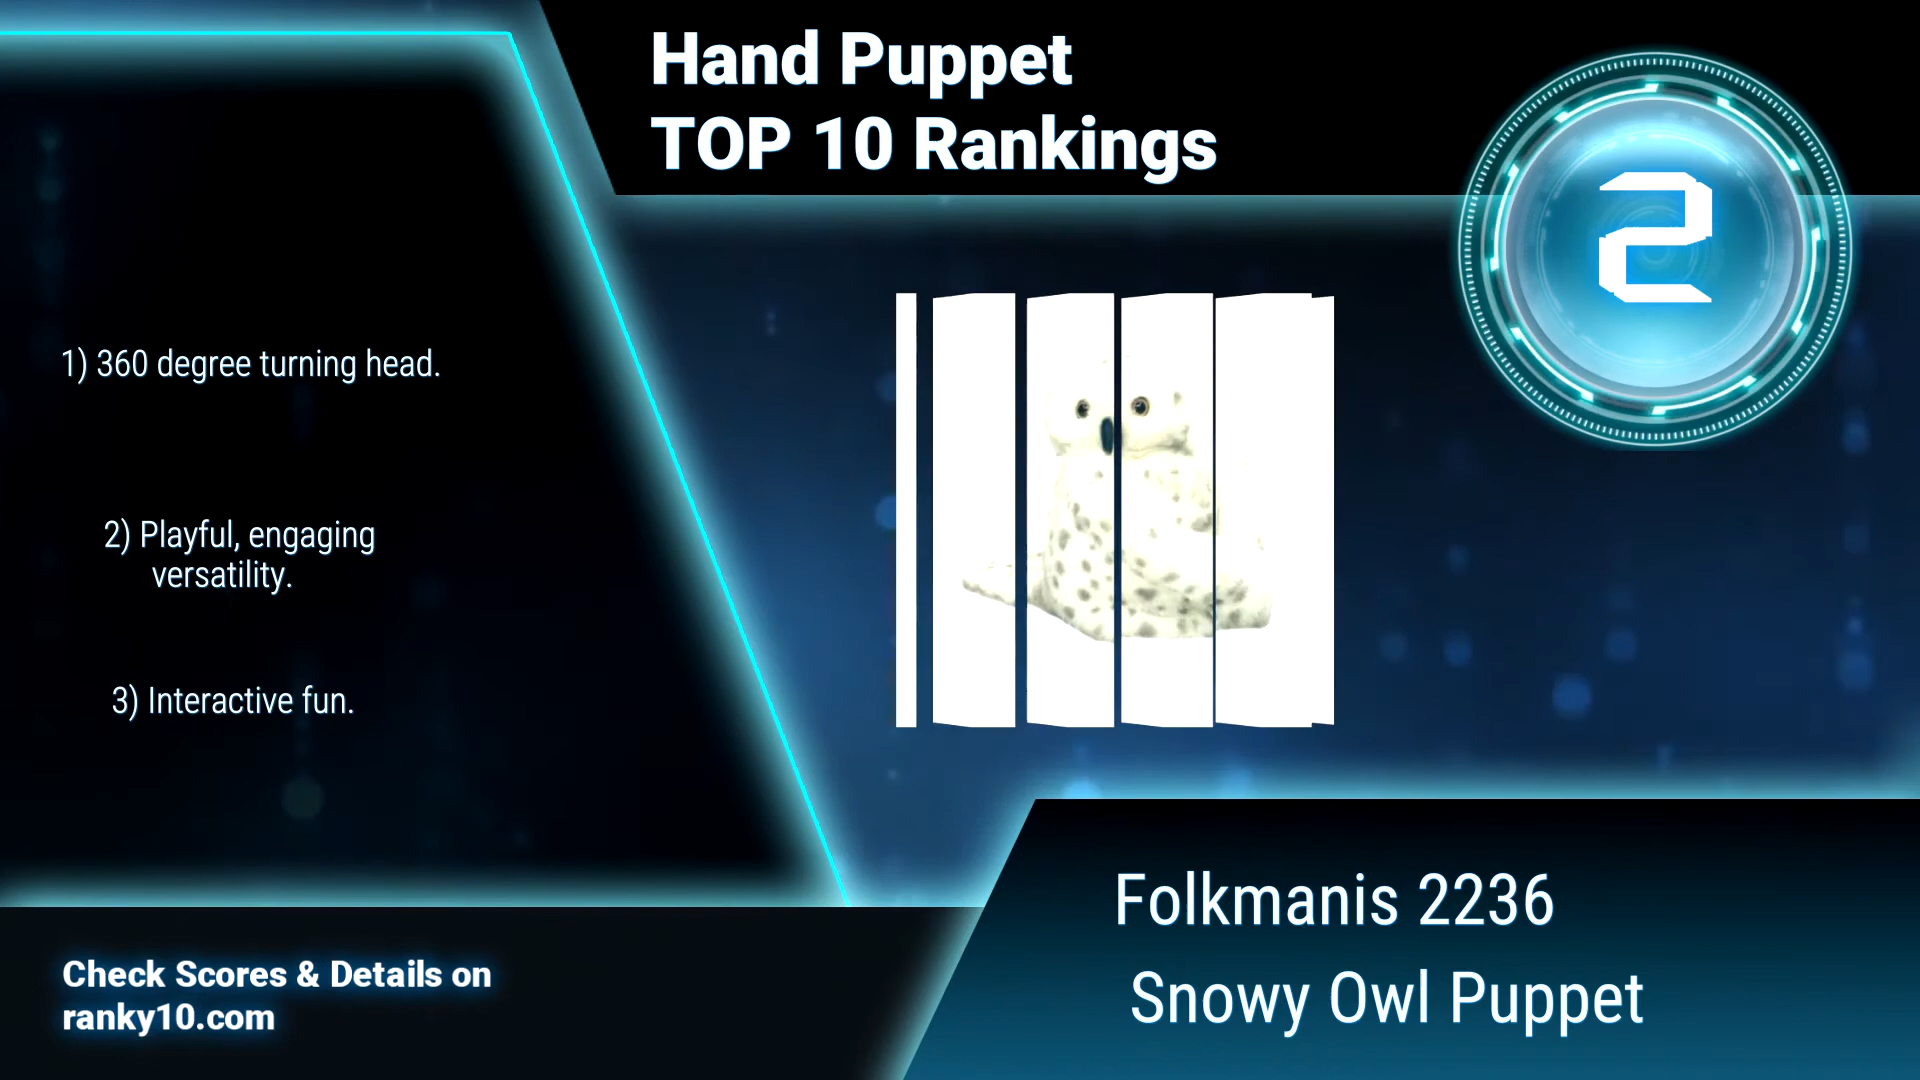 Hand Puppet
TOP 10 Rankings
2
1) 360 degree turning head.
2) Playful, engaging
versatility.
3) Interactive fun.
Folkmanis 2236
Snowy Owl Puppet
Check Scores & Details on
ranky10.com